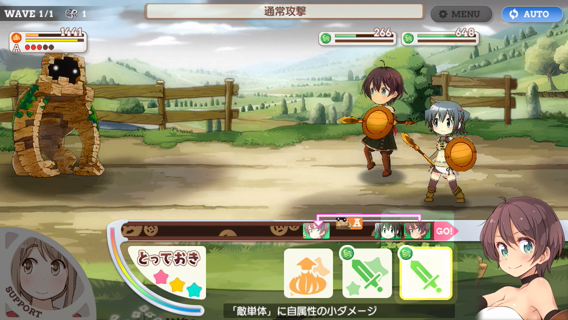 WAVE 1/1
1
通常攻撃
MENU
AUTO
1441
A
266
648
A
GO!
とっておき
SUPPORT
「敵単体」に自属性の小ダメージ